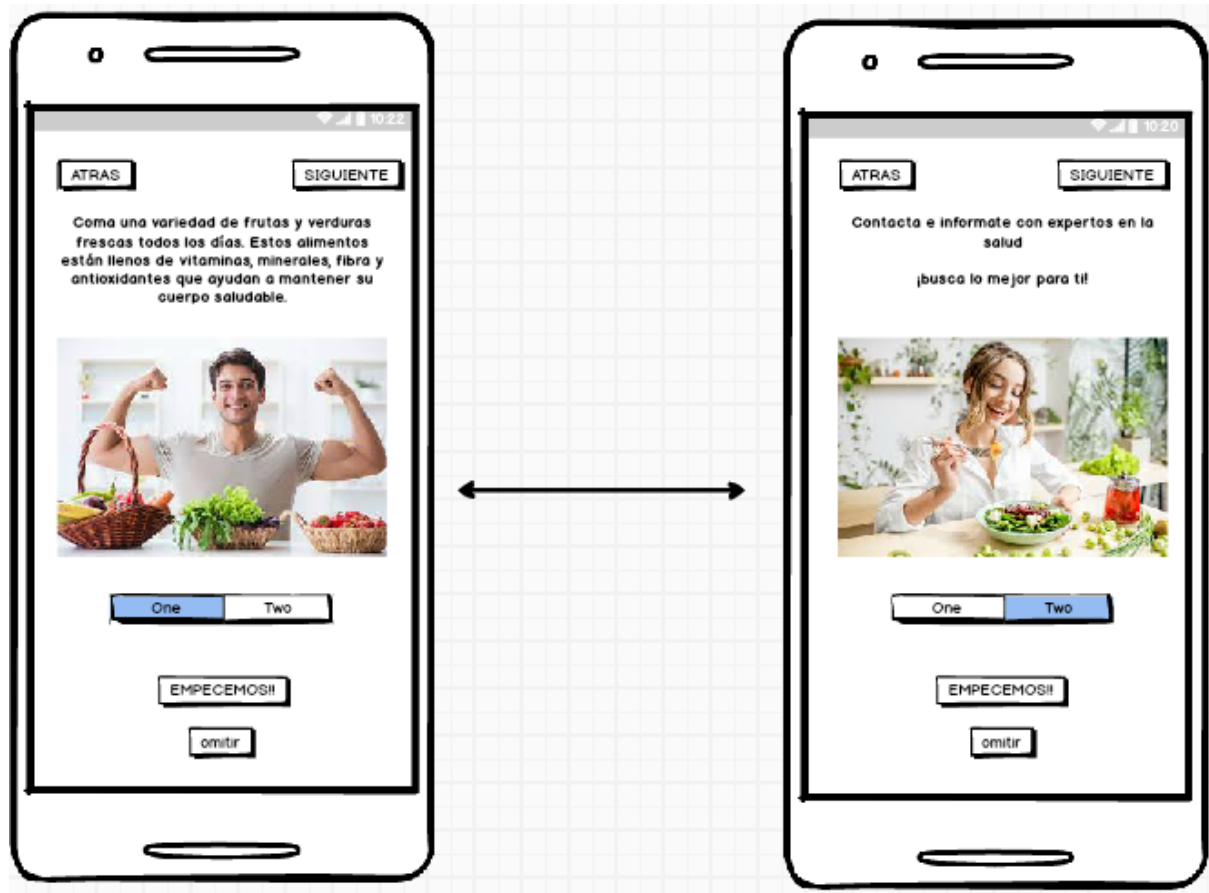 10:22
ATRAS
SIGUIENTE
Coma una variedad de frutas y verduras
frescas todos los días. Estos alimentos
están llenos de vitaminas, minerales, fibra y
antioxidantes que ayudan a mantener su
cuerpo saludable.
One
Two
EMPECEMOS!!
omitir
10:20
ATRAS
SIGUIENTE
Contacta e informate con expertos en la
salud
¡busca lo mejor para ti!
One
Two
EMPECEMOS!!
omitir